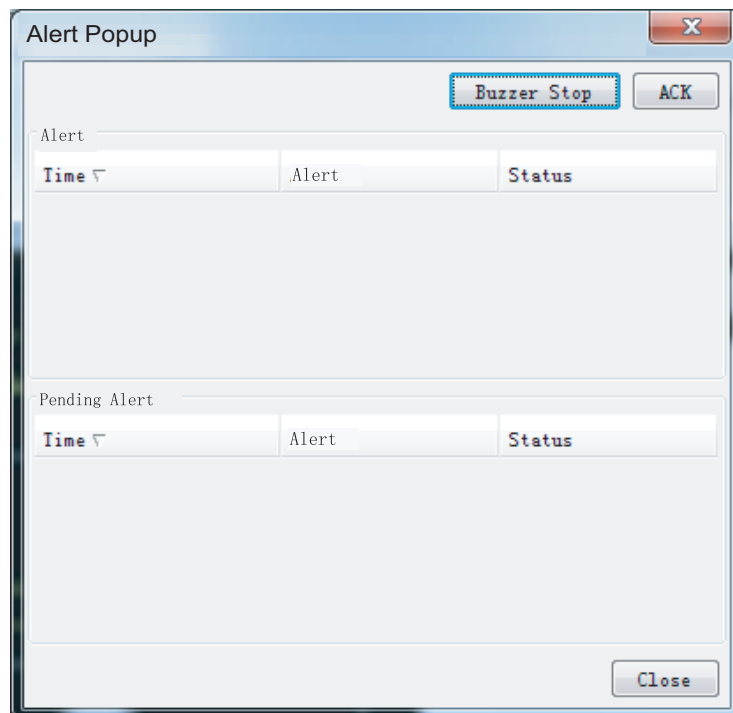 Alert Popup
Buzzer Stop ACK
Alert
Time Alert Status
Pending Alert
Time Alert Status
Close